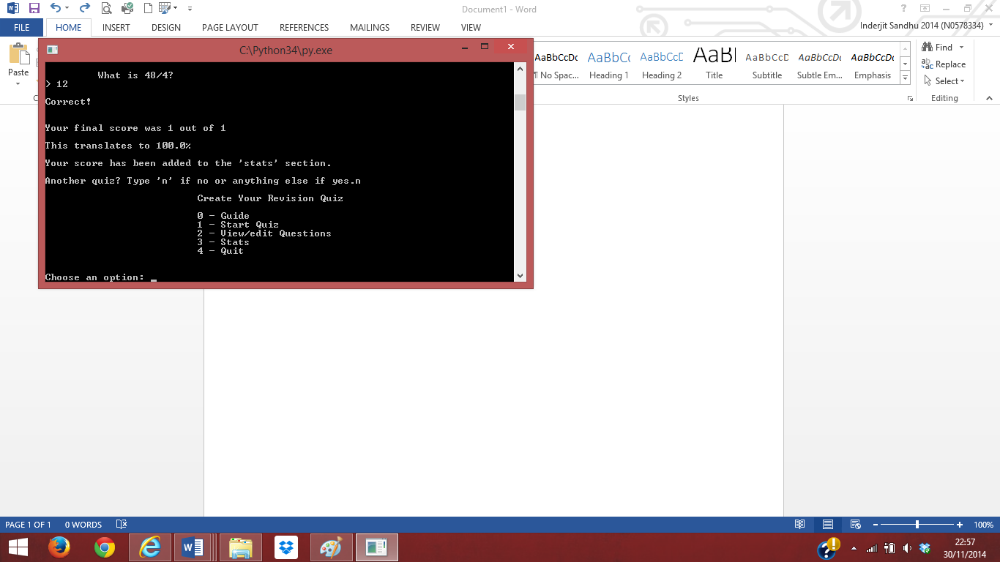 Document1 - Word
Inderjit Sandhu 2014 (N0578334)
FILE HOME INSERT DESIGN PAGE LAYOUT REFERENCES MAILINGS REVIEW VIEW
Paste
C:\Python34\py.exe
What is 48/4?
> 12
Correct!
Your final score was 1 out of 1
This translates to 100.0%
Your score has been added to the 'stats' section.
Another quiz? Type 'n' if no or anything else if yes.n
Create Your Revision Quiz
0 - Guide
1 - Start Quiz
2 - View/edit Questions
3 - Stats
4 - Quit
Choose an option:
AaBbCcDc AaBbCc AaBbCcD AaBl AaBbCcD AaBbCcDc AaBbCcDc
¶ No Spac... Heading 1 Heading 2 Title Subtitle Subtle Em... Emphasis
Styles
Find
Replace
Select
Editing
PAGE 1 OF 1 0 WORDS
100%
22:57
30/11/2014